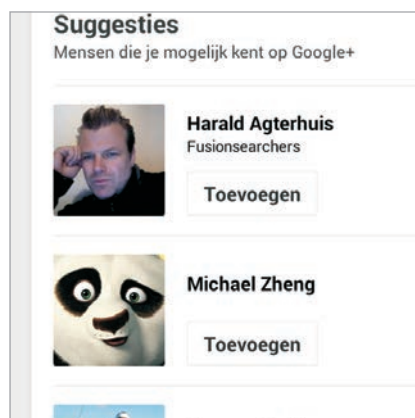 Suggesties
Mensen die je mogelijk kent op Google+
Harald Agterhuis
Fusionsearchers
Toevoegen
Michael Zheng
Toevoegen